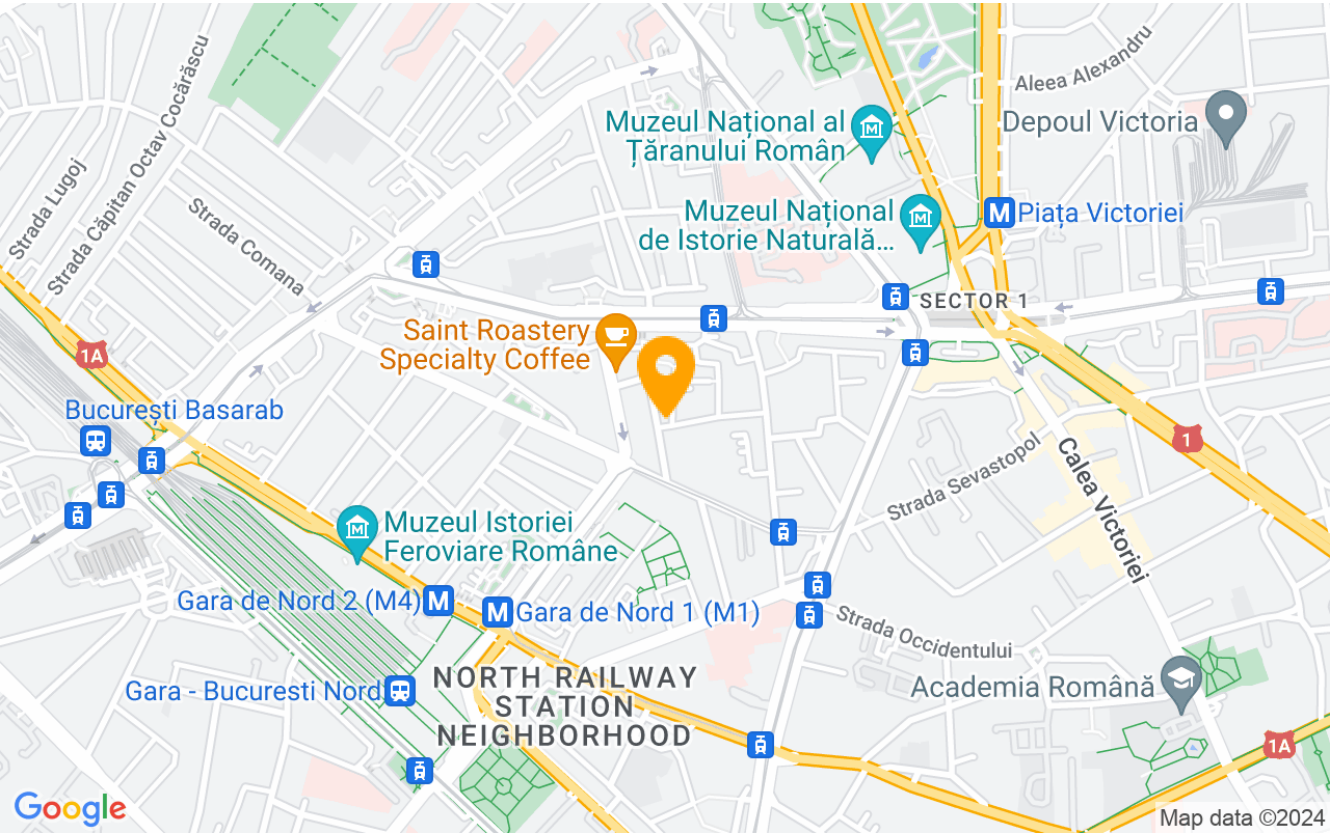 Strada Căpitan Octav Cocărăscu
Aleea Alexandru
Muzeul Național al
Țăranului Român
Depoul Victoria
Strada Lugoj
Strada Comana
Muzeul Național
de Istorie Naturală...
M Piața Victoriei
SECTOR 1
Saint Roastery
Specialty Coffee
1A
București Basarab
1
Calea Victoriei
Strada Sevastopol
Muzeul Istoriei
Feroviare Române
Gara de Nord 2 (M4) M
M Gara de Nord 1 (M1)
Strada Occidentului
Gara - Bucuresti Nord
NORTH RAILWAY
STATION
NEIGHBORHOOD
Academia Română
1A
Google
Map data ©2024